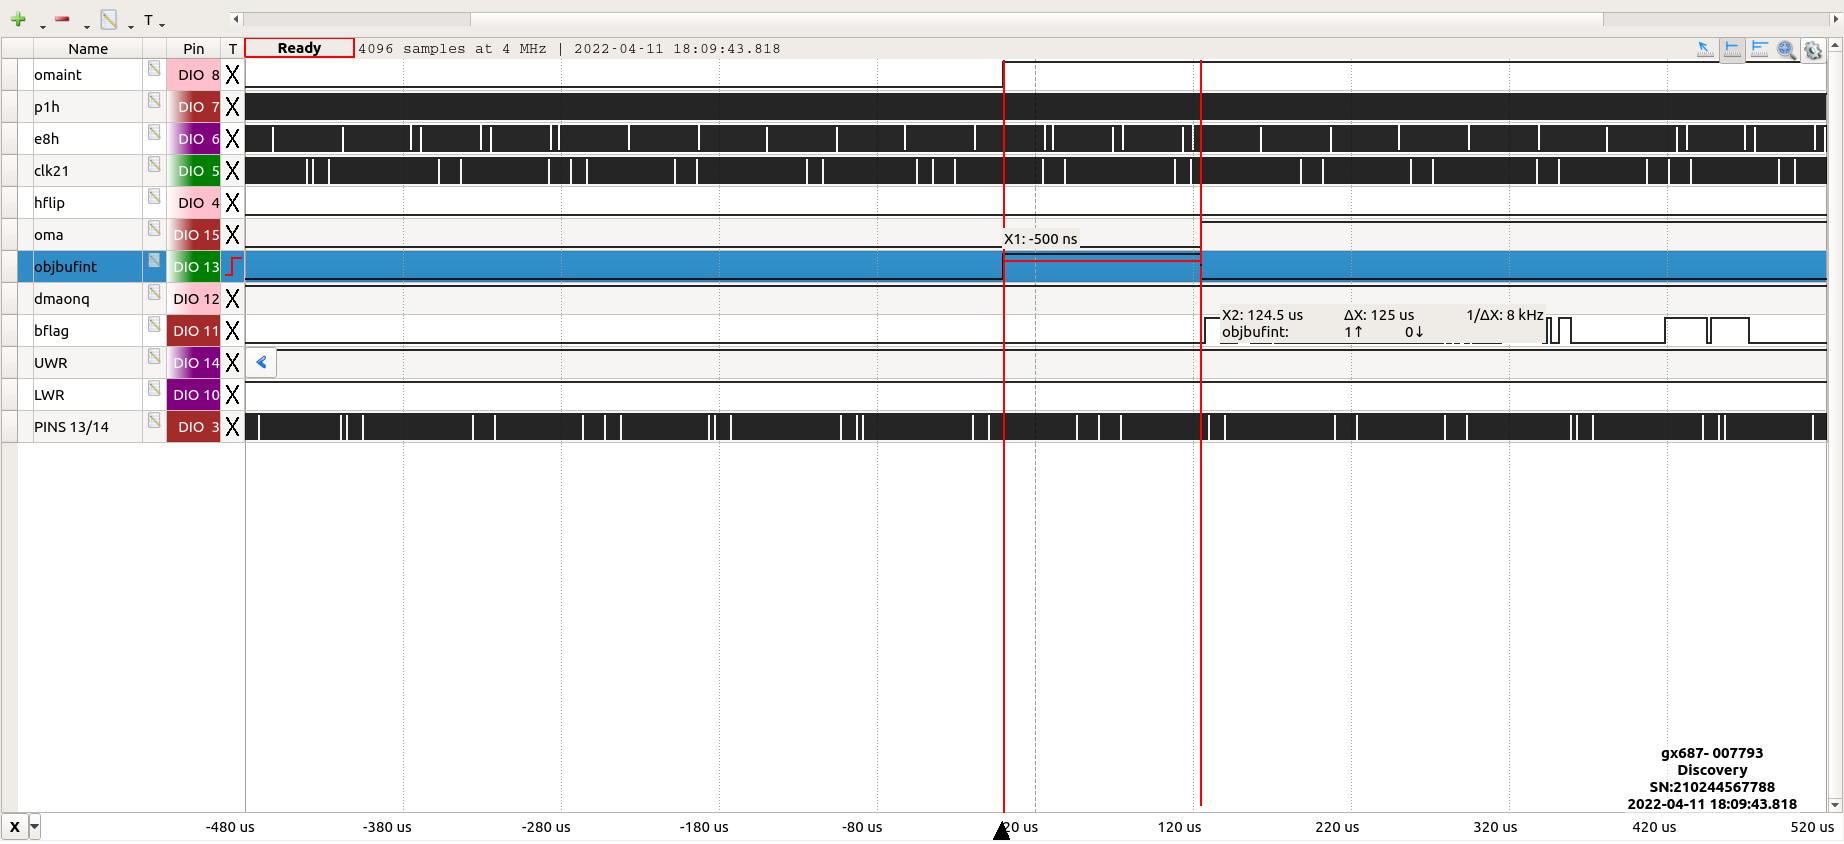 T
Name Pin T Ready 4096 samples at 4 MHz | 2022-04-11 18:09:43.818
omaint DIO 8 X
p1h DIO 7 X
e8h DIO 6 X
clk21 DIO 5 X
hflip DIO 4 X
oma DIO 15 X
X1: -500 ns
objbufint DIO 13
dmaonq DIO 12 X
X2: 124.5 us ΔX: 125 us 1/ΔX: 8 kHz
bflag DIO 11 X objbufint: 1↑ 0↓
UWR DIO 14 X
LWR DIO 10 X
PINS 13/14 DIO 3 X
gx687- 007793
Discovery
SN:210244567788
2022-04-11 18:09:43.818
X -480 us -380 us -280 us -180 us -80 us 20 us 120 us 220 us 320 us 420 us 520 us